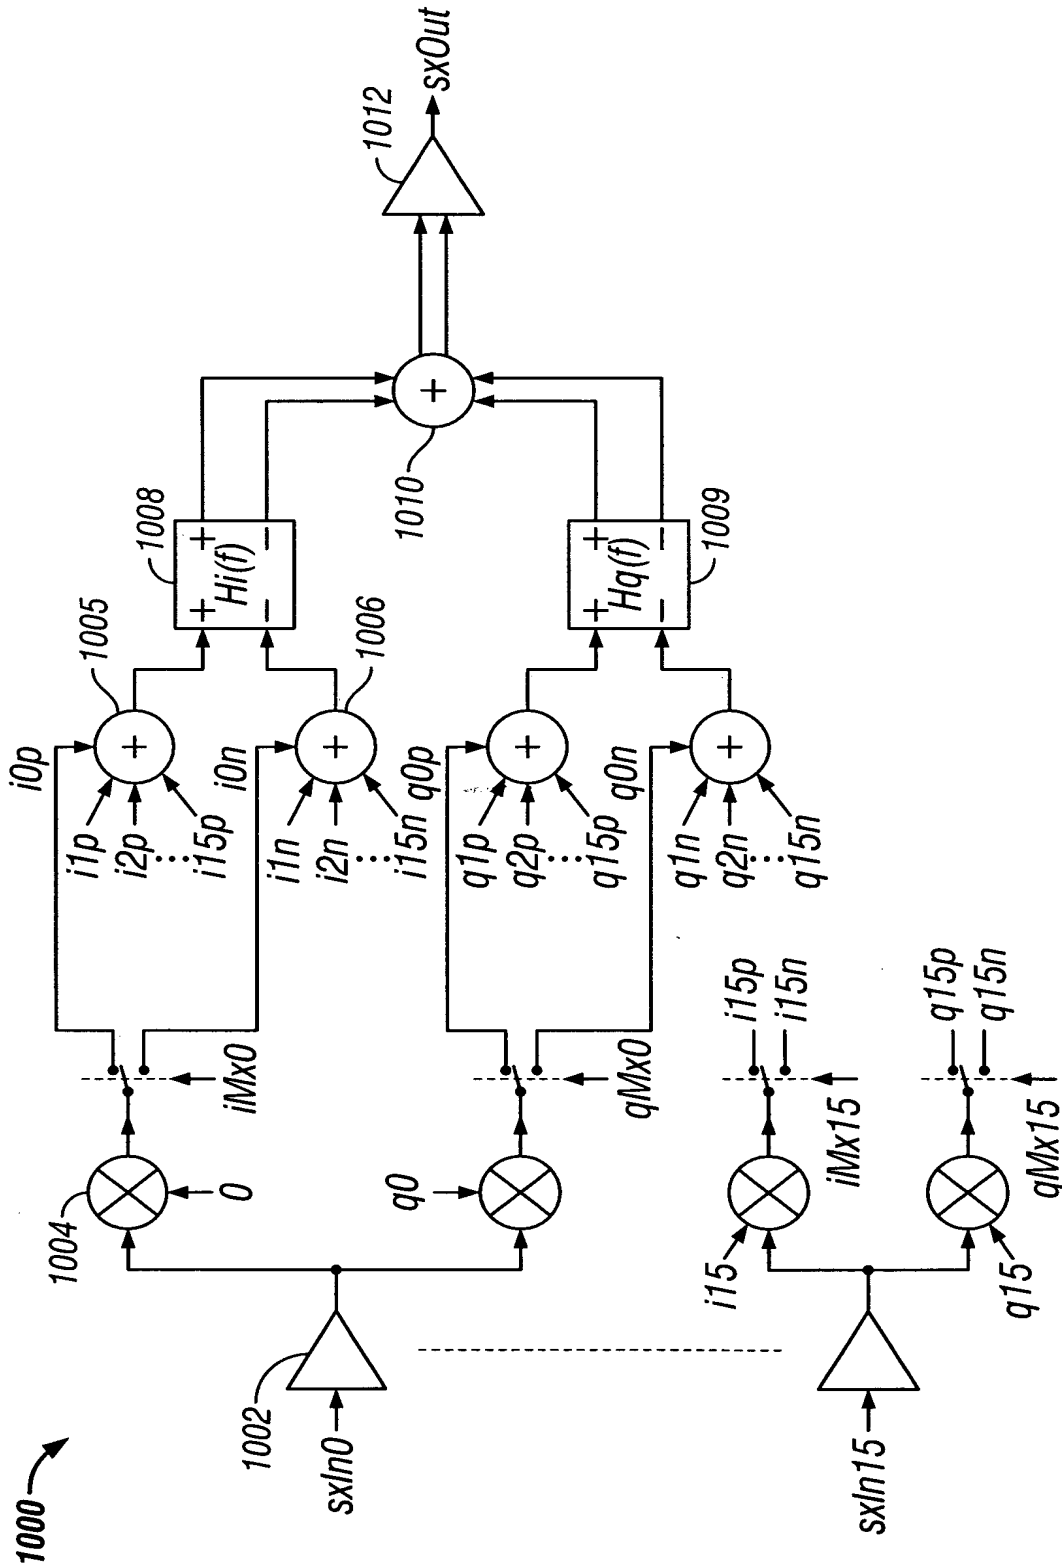 1000
sxIn0
1002
1004
0
iMx0
q0
qMx0
i0p
1005
+
i1p
i2p
i15p
i0n
1006
+
i1n
i2n
i15n
q0p
+
q1p
q2p
q15p
q0n
+
q1n
q2n
q15n
1008
+ +
Hi(f)
− −
1009
+ +
Hq(f)
− −
1010
+
1012
sxOut
sxIn15
i15
iMx15
i15p
i15n
q15
qMx15
q15p
q15n